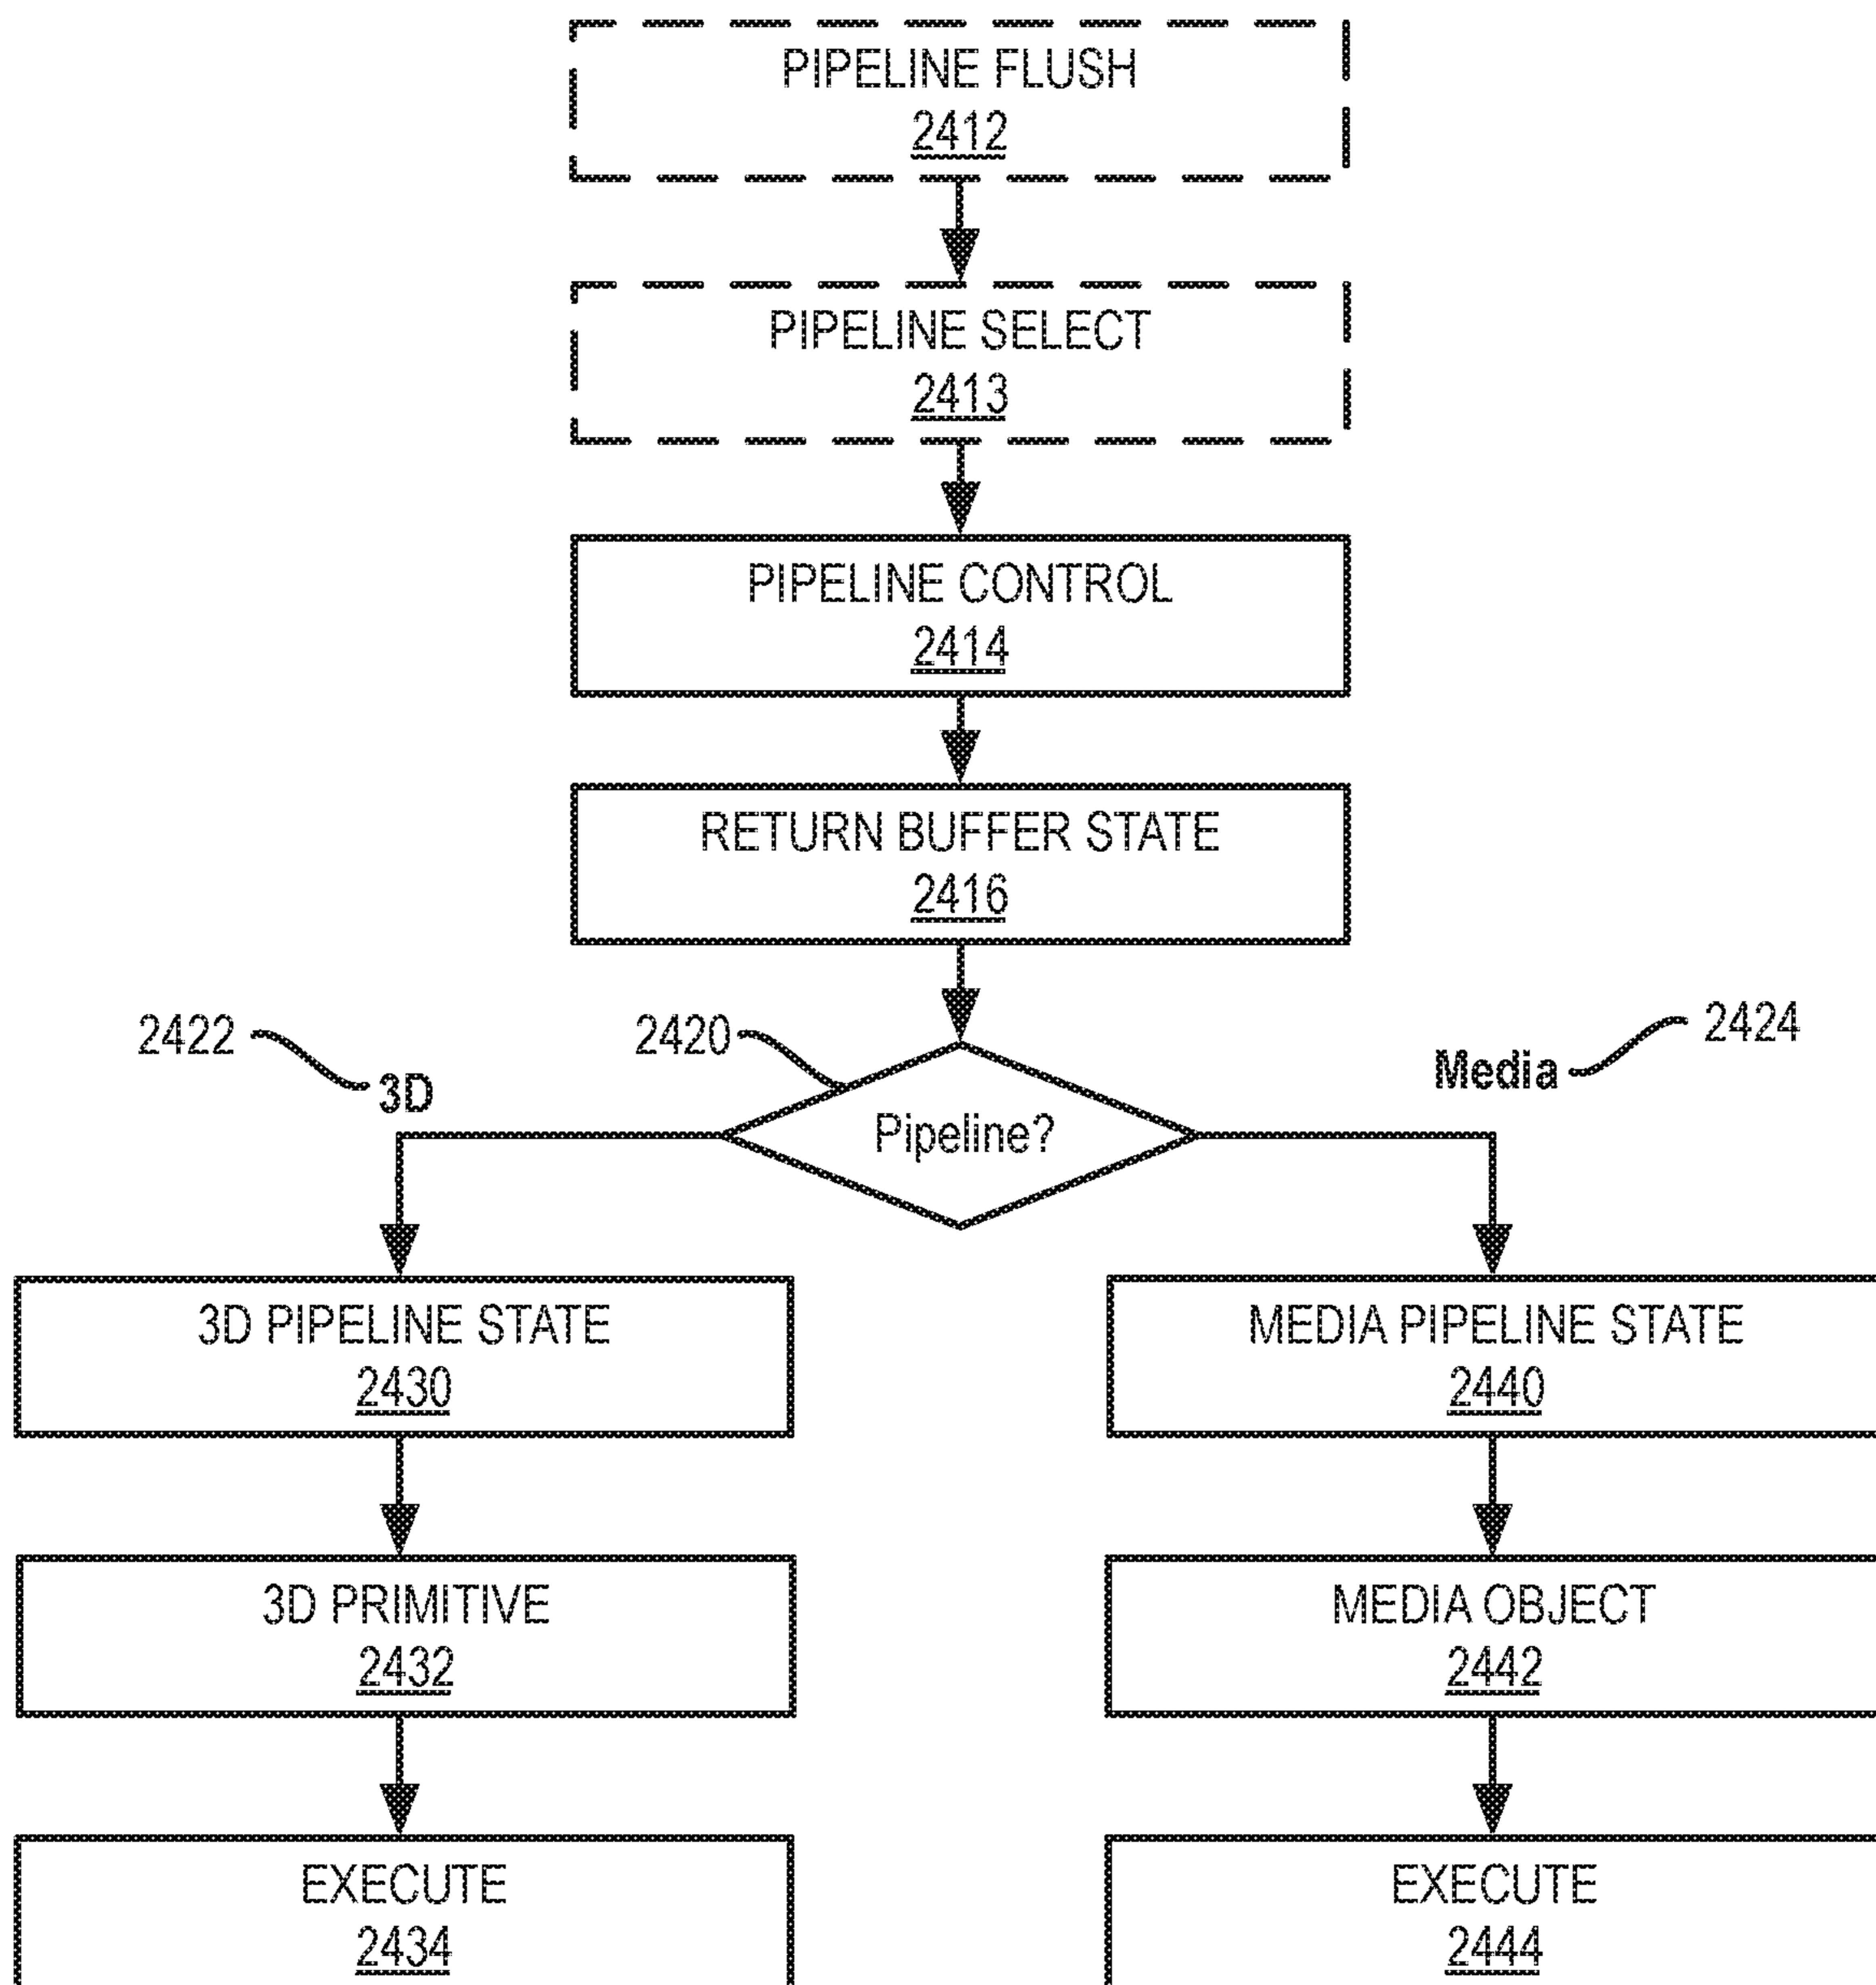 PIPELINE FLUSH
2412
PIPELINE SELECT
2413
PIPELINE CONTROL
2414
RETURN BUFFER STATE
2416
2422
3D
2420
Pipeline?
Media
2424
3D PIPELINE STATE
2430
MEDIA PIPELINE STATE
2440
3D PRIMITIVE
2432
MEDIA OBJECT
2442
EXECUTE
2434
EXECUTE
2444